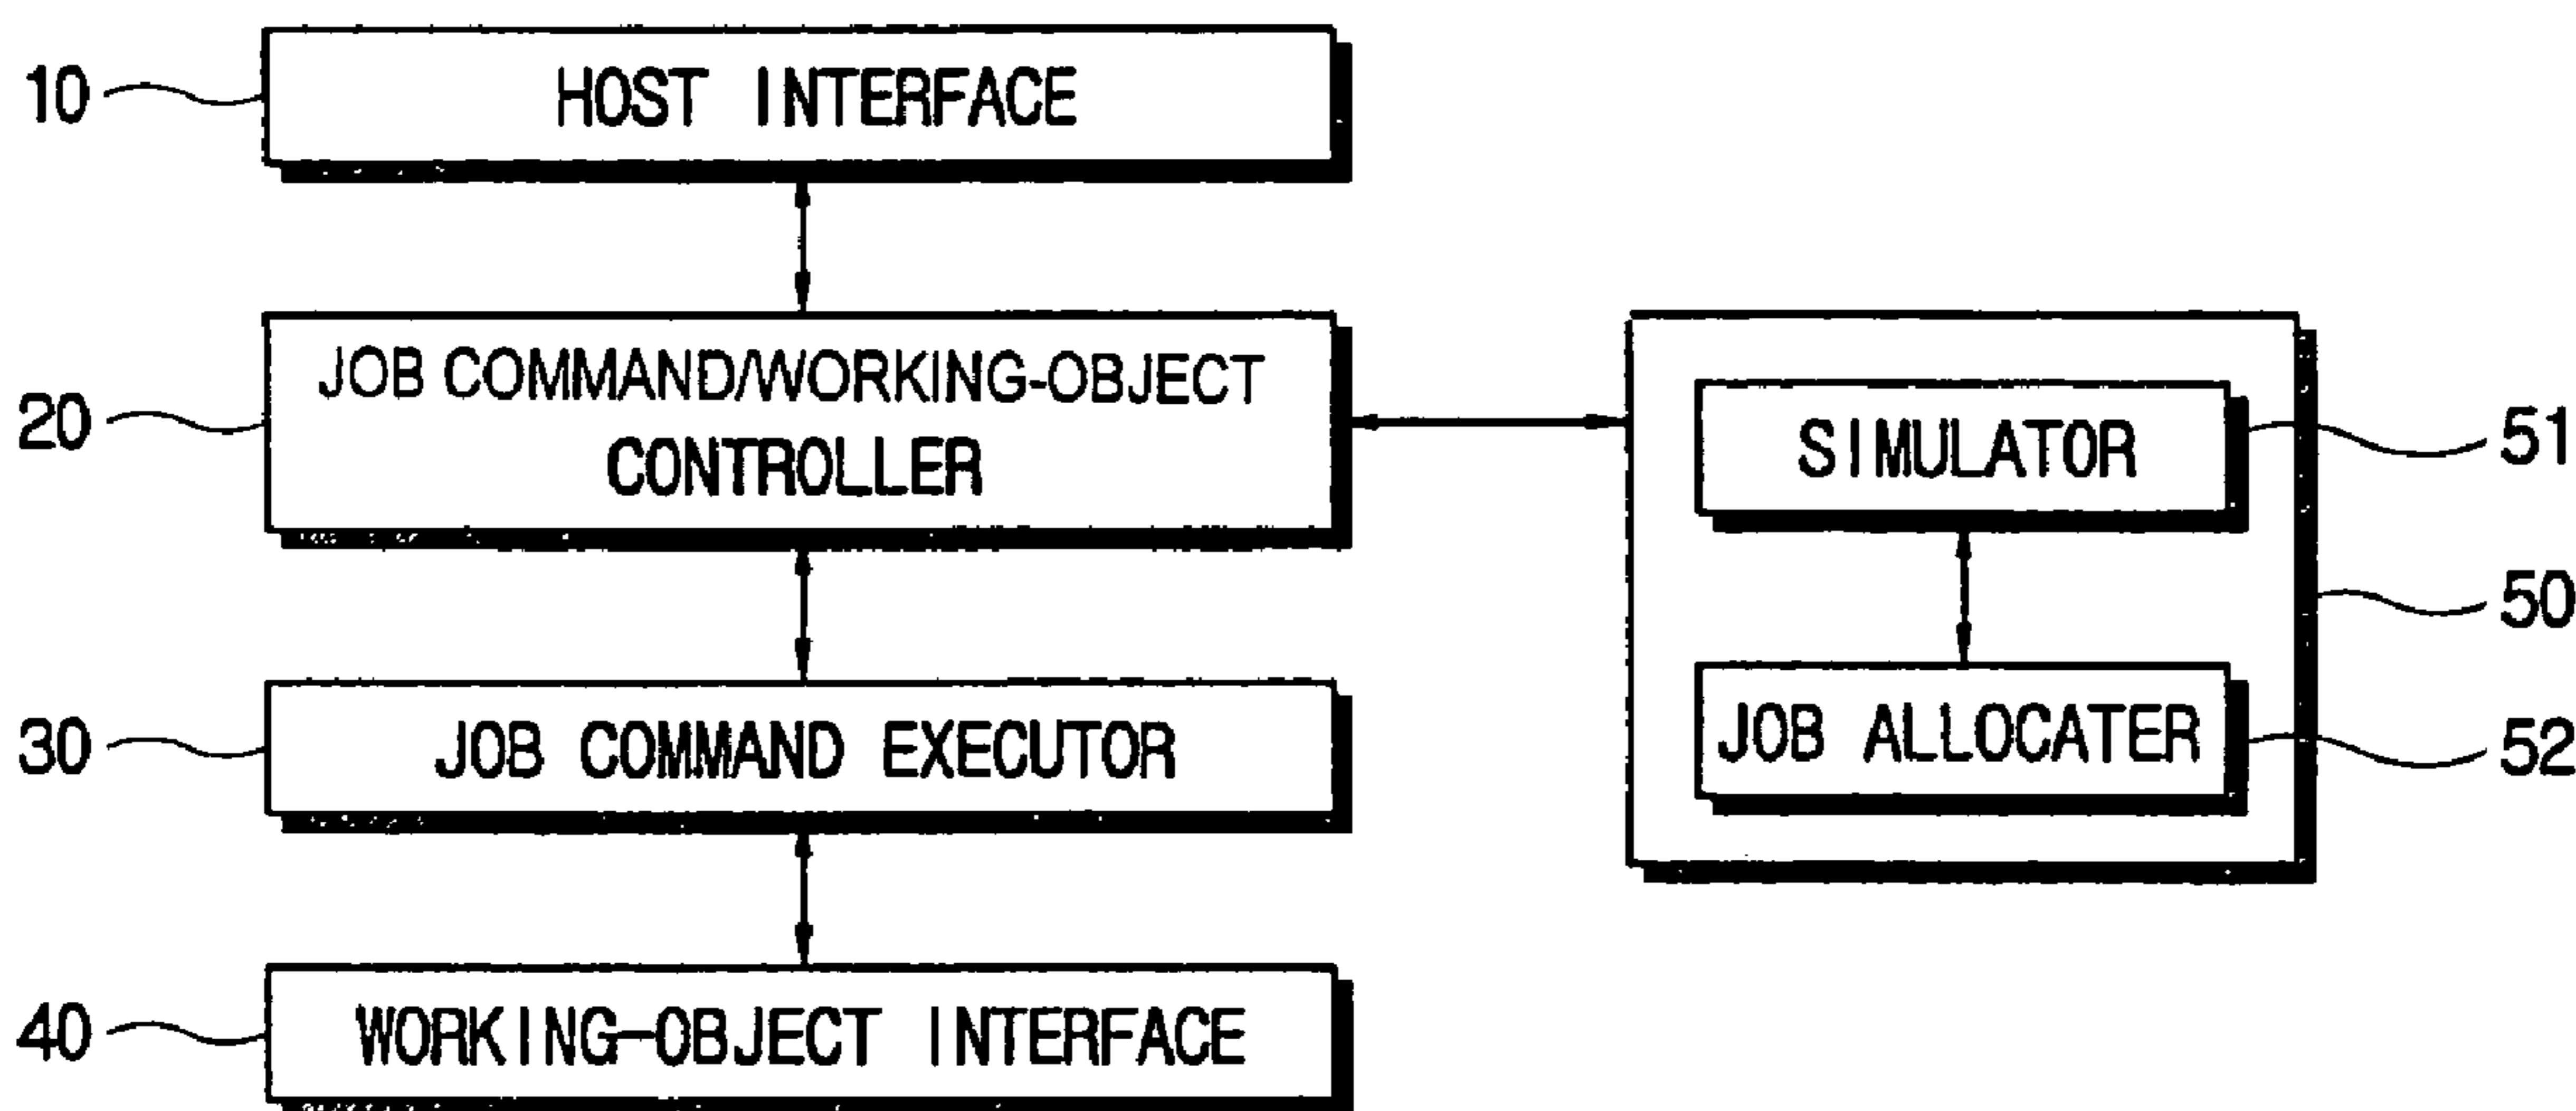 10
HOST INTERFACE
20
JOB COMMAND/WORKING-OBJECT
CONTROLLER
SIMULATOR
51
50
30
JOB COMMAND EXECUTOR
JOB ALLOCATER
52
40
WORKING-OBJECT INTERFACE